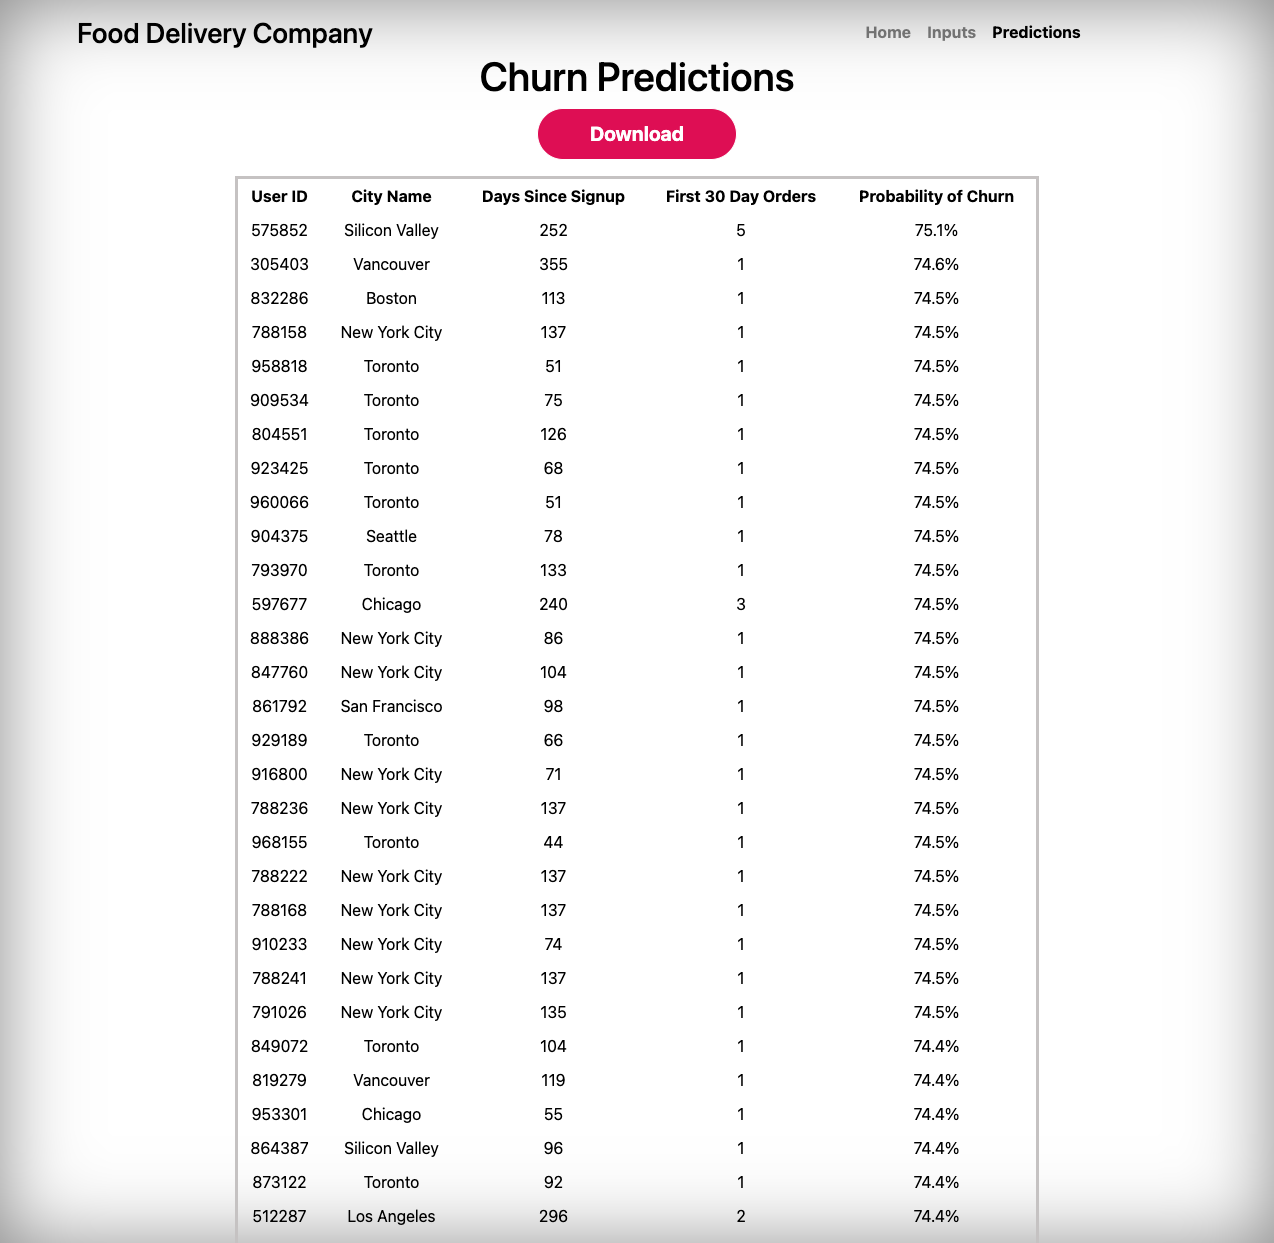 Food Delivery Company Home Inputs Predictions
Churn Predictions
Download
User ID City Name Days Since Signup First 30 Day Orders Probability of Churn
575852 Silicon Valley 252 5 75.1%
305403 Vancouver 355 1 74.6%
832286 Boston 113 1 74.5%
788158 New York City 137 1 74.5%
958818 Toronto 51 1 74.5%
909534 Toronto 75 1 74.5%
804551 Toronto 126 1 74.5%
923425 Toronto 68 1 74.5%
960066 Toronto 51 1 74.5%
904375 Seattle 78 1 74.5%
793970 Toronto 133 1 74.5%
597677 Chicago 240 3 74.5%
888386 New York City 86 1 74.5%
847760 New York City 104 1 74.5%
861792 San Francisco 98 1 74.5%
929189 Toronto 66 1 74.5%
916800 New York City 71 1 74.5%
788236 New York City 137 1 74.5%
968155 Toronto 44 1 74.5%
788222 New York City 137 1 74.5%
788168 New York City 137 1 74.5%
910233 New York City 74 1 74.5%
788241 New York City 137 1 74.5%
791026 New York City 135 1 74.5%
849072 Toronto 104 1 74.4%
819279 Vancouver 119 1 74.4%
953301 Chicago 55 1 74.4%
864387 Silicon Valley 96 1 74.4%
873122 Toronto 92 1 74.4%
512287 Los Angeles 296 2 74.4%